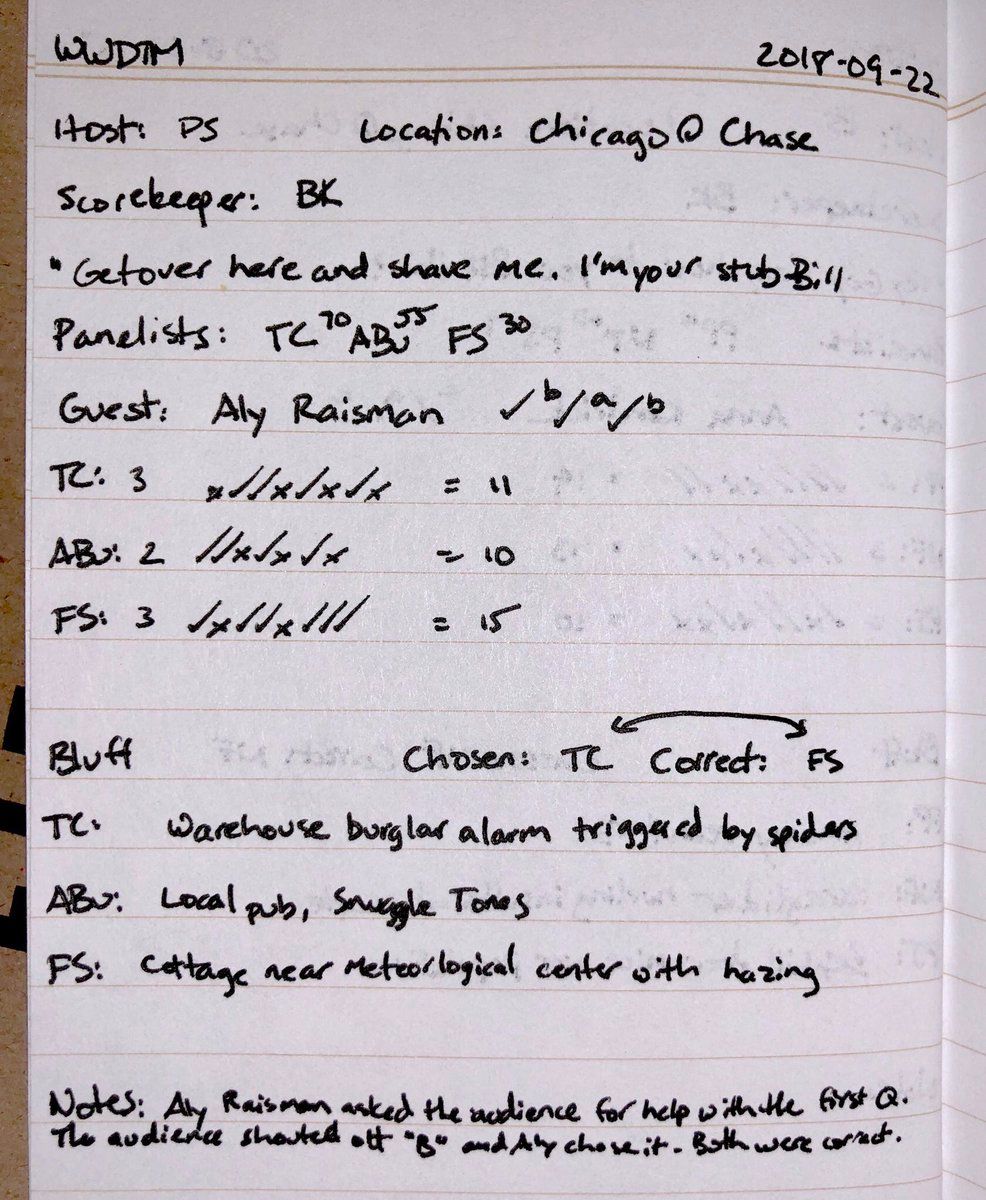 WWDTM 2018-09-22
Host: PS Location: Chicago @ Chase
Scorekeeper: BK
"Get over here and shave me. I'm your stub Bill
Panelists: TC 70 ABu 55 FS 30
Guest: Aly Raisman ✓b ✓a ✓b
TC: 3 x✓✓x✓x✓x = 11
ABu: 2 ✓✓x✓x✓x = 10
FS: 3 ✓x✓✓x✓✓✓ = 15
Bluff Chosen: TC Correct: FS
TC: Warehouse burglar alarm triggered by spiders
ABu: Local pub, Snuggle Tones
FS: Cottage near Meteorlogical center with hazing
Notes: Aly Raisman asked the audience for help with the first Q.
The audience shouted off "B" and Aly chose it. Both were correct.